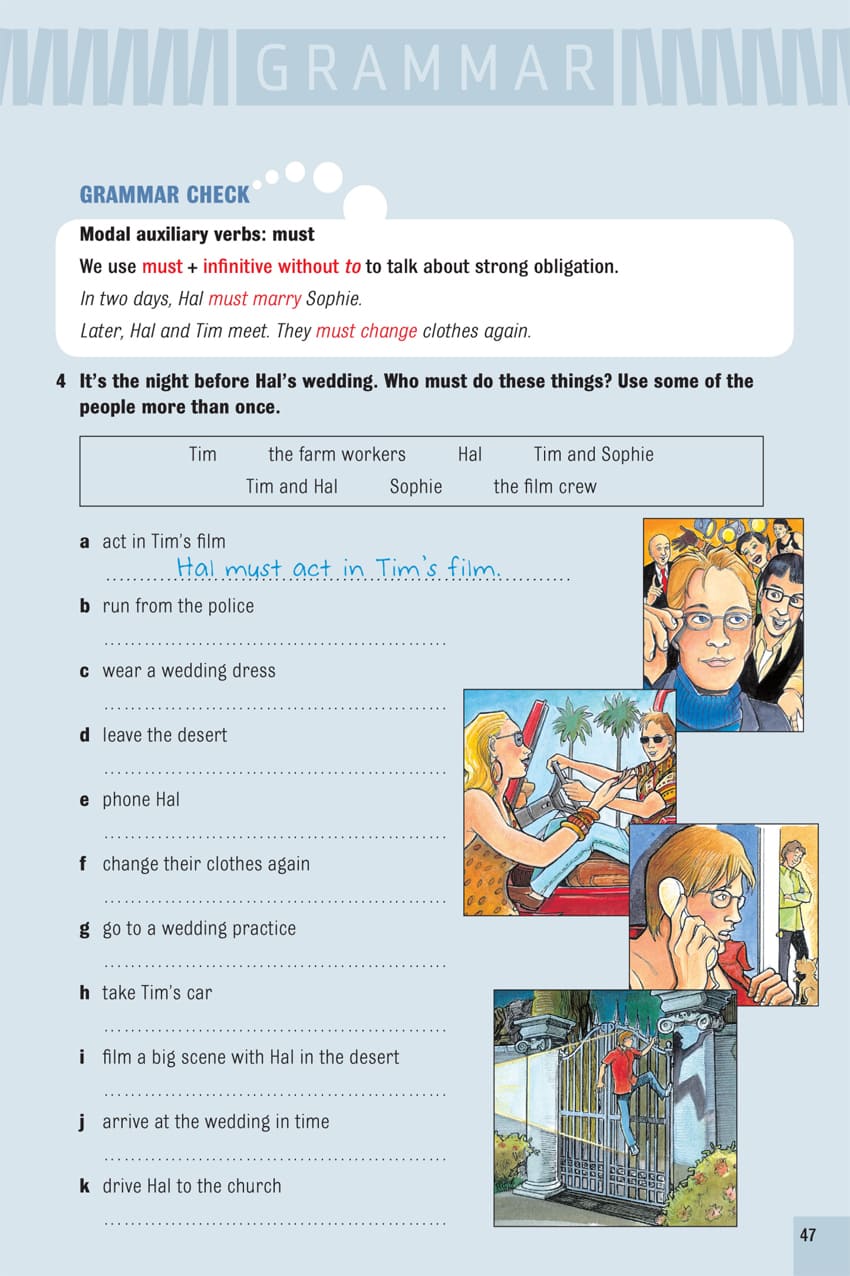 GRAMMAR
GRAMMAR CHECK
Modal auxiliary verbs: must
We use must + infinitive without to to talk about strong obligation.
In two days, Hal must marry Sophie.
Later, Hal and Tim meet. They must change clothes again.
4 It's the night before Hal's wedding. Who must do these things? Use some of the
people more than once.
Tim the farm workers Hal Tim and Sophie
Tim and Hal Sophie the film crew
a act in Tim's film
Hal must act in Tim's film.
b run from the police
c wear a wedding dress
d leave the desert
e phone Hal
f change their clothes again
g go to a wedding practice
h take Tim's car
i film a big scene with Hal in the desert
j arrive at the wedding in time
k drive Hal to the church
47